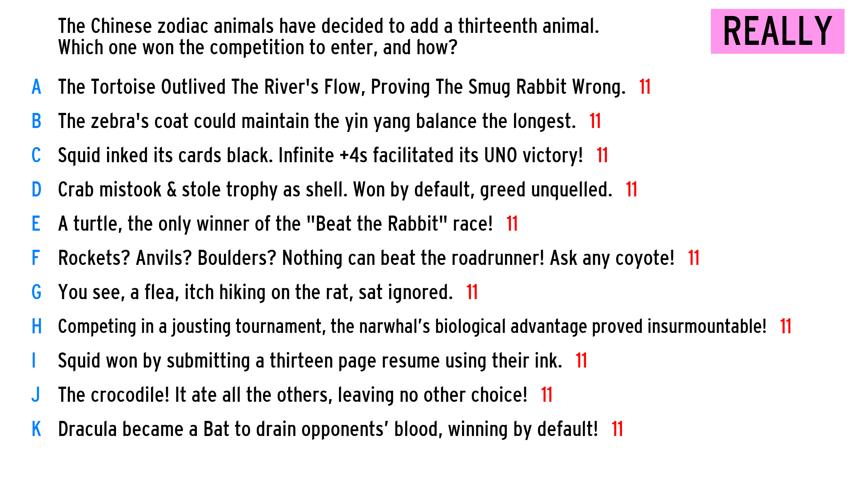 The Chinese zodiac animals have decided to add a thirteenth animal.
Which one won the competition to enter, and how?
REALLY
A The Tortoise Outlived The River's Flow, Proving The Smug Rabbit Wrong. 11
B The zebra's coat could maintain the yin yang balance the longest. 11
C Squid inked its cards black. Infinite +4s facilitated its UNO victory! 11
D Crab mistook & stole trophy as shell. Won by default, greed unquelled. 11
E A turtle, the only winner of the "Beat the Rabbit" race! 11
F Rockets? Anvils? Boulders? Nothing can beat the roadrunner! Ask any coyote! 11
G You see, a flea, itch hiking on the rat, sat ignored. 11
H Competing in a jousting tournament, the narwhal’s biological advantage proved insurmountable! 11
I Squid won by submitting a thirteen page resume using their ink. 11
J The crocodile! It ate all the others, leaving no other choice! 11
K Dracula became a Bat to drain opponents’ blood, winning by default! 11